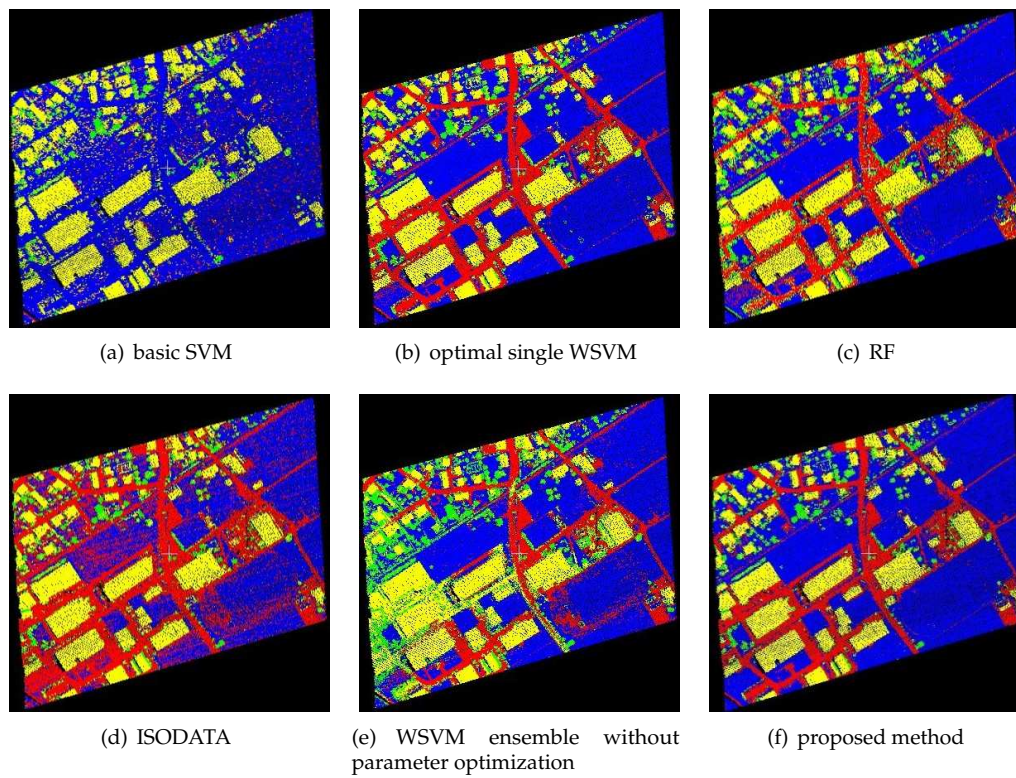 (a) basic SVM
(b) optimal single WSVM
(c) RF
(d) ISODATA
(e) WSVM ensemble without
parameter optimization
(f) proposed method